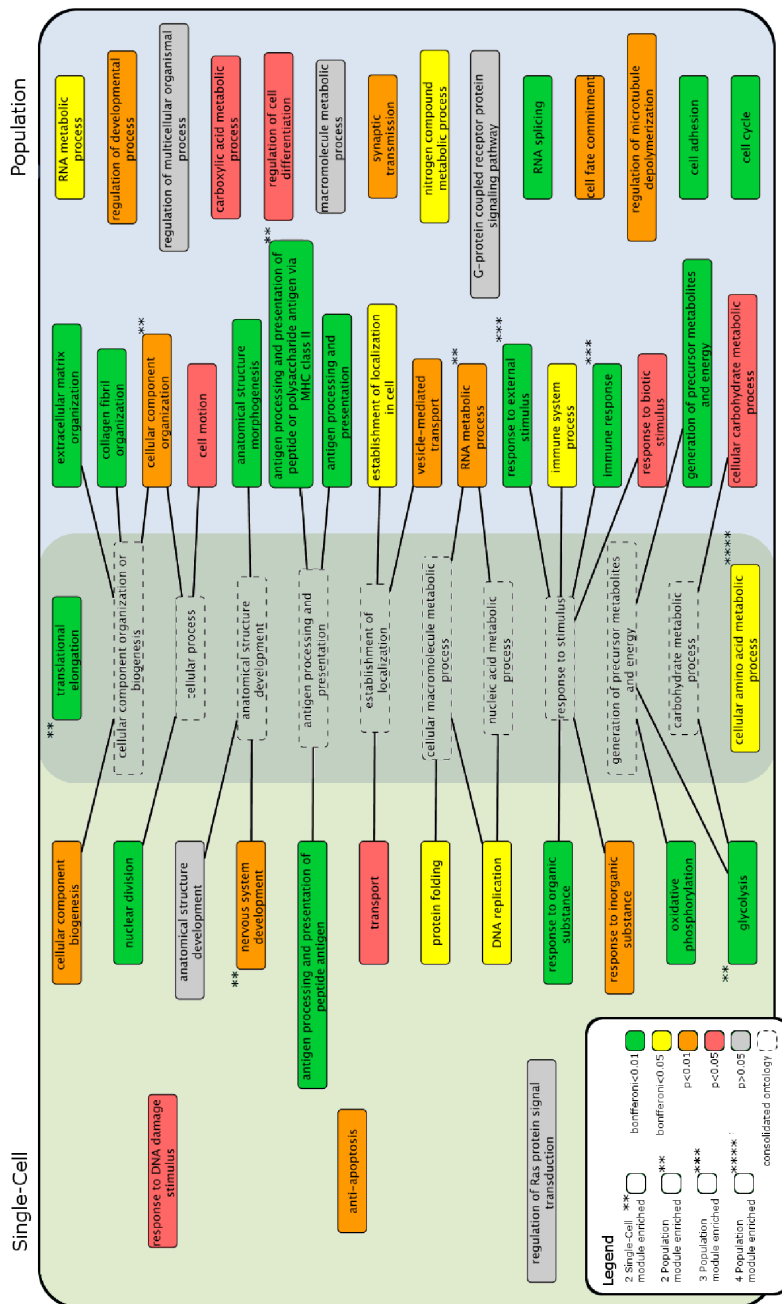 Single-Cell
Population
response to DNA damage
stimulus
anti-apoptosis
regulation of Ras protein signal
transduction
cellular component
biogenesis
nuclear division
anatomical structure
development
**
nervous system
development
antigen processing and presentation of
peptide antigen
transport
protein folding
DNA replication
response to organic
substance
response to inorganic
substance
oxidative
phosphorylation
**
glycolysis
**
translational
elongation
cellular component organization or
biogenesis
cellular process
anatomical structure
development
antigen processing and
presentation
establishment of
localization
cellular macromolecule metabolic
process
nucleic acid metabolic
process
response to stimulus
generation of precursor metabolites
and energy
carbohydrate metabolic
process
****
cellular amino acid metabolic
process
extracellular matrix
organization
collagen fibril
organization
**
cellular component
organization
cell motion
anatomical structure
morphogenesis
**
antigen processing and presentation of
peptide or polysaccharide antigen via
MHC class II
antigen processing and
presentation
establishment of localization
in cell
vesicle-mediated
transport
**
RNA metabolic
process
***
response to external
stimulus
immune system
process
***
immune response
response to biotic
stimulus
generation of precursor metabolites
and energy
cellular carbohydrate metabolic
process
RNA metabolic
process
regulation of developmental
process
regulation of multicellular organismal
process
carboxylic acid metabolic
process
regulation of cell
differentiation
macromolecule metabolic
process
synaptic
transmission
nitrogen compound
metabolic process
G-protein coupled receptor protein
signaling pathway
RNA splicing
cell fate commitment
regulation of microtubule
depolymerization
cell adhesion
cell cycle
Legend
2 Single-Cell **
module enriched
2 Population **
module enriched
3 Population ***
module enriched
4 Population ****
module enriched
bonfferoni<0.01
bonfferoni<0.05
p<0.01
p<0.05
p>0.05
consolidated ontology